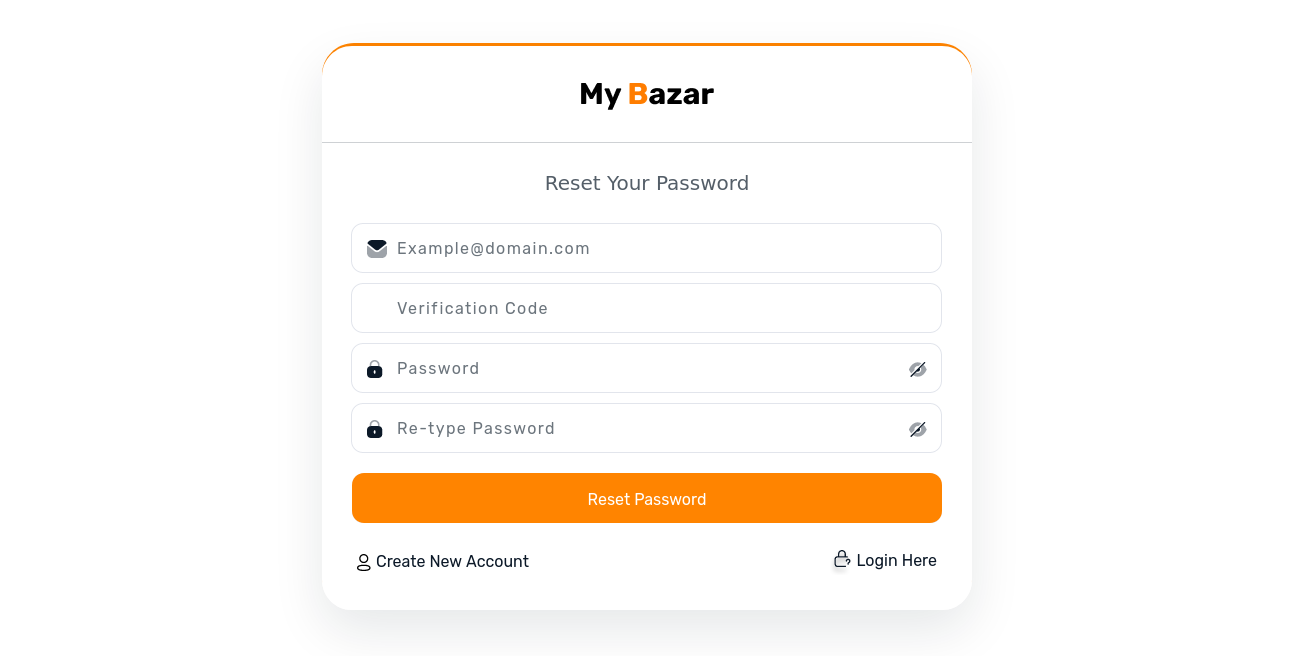 My Bazar
Reset Your Password
Example@domain.com
Verification Code
Password
Re-type Password
Reset Password
Create New Account
Login Here